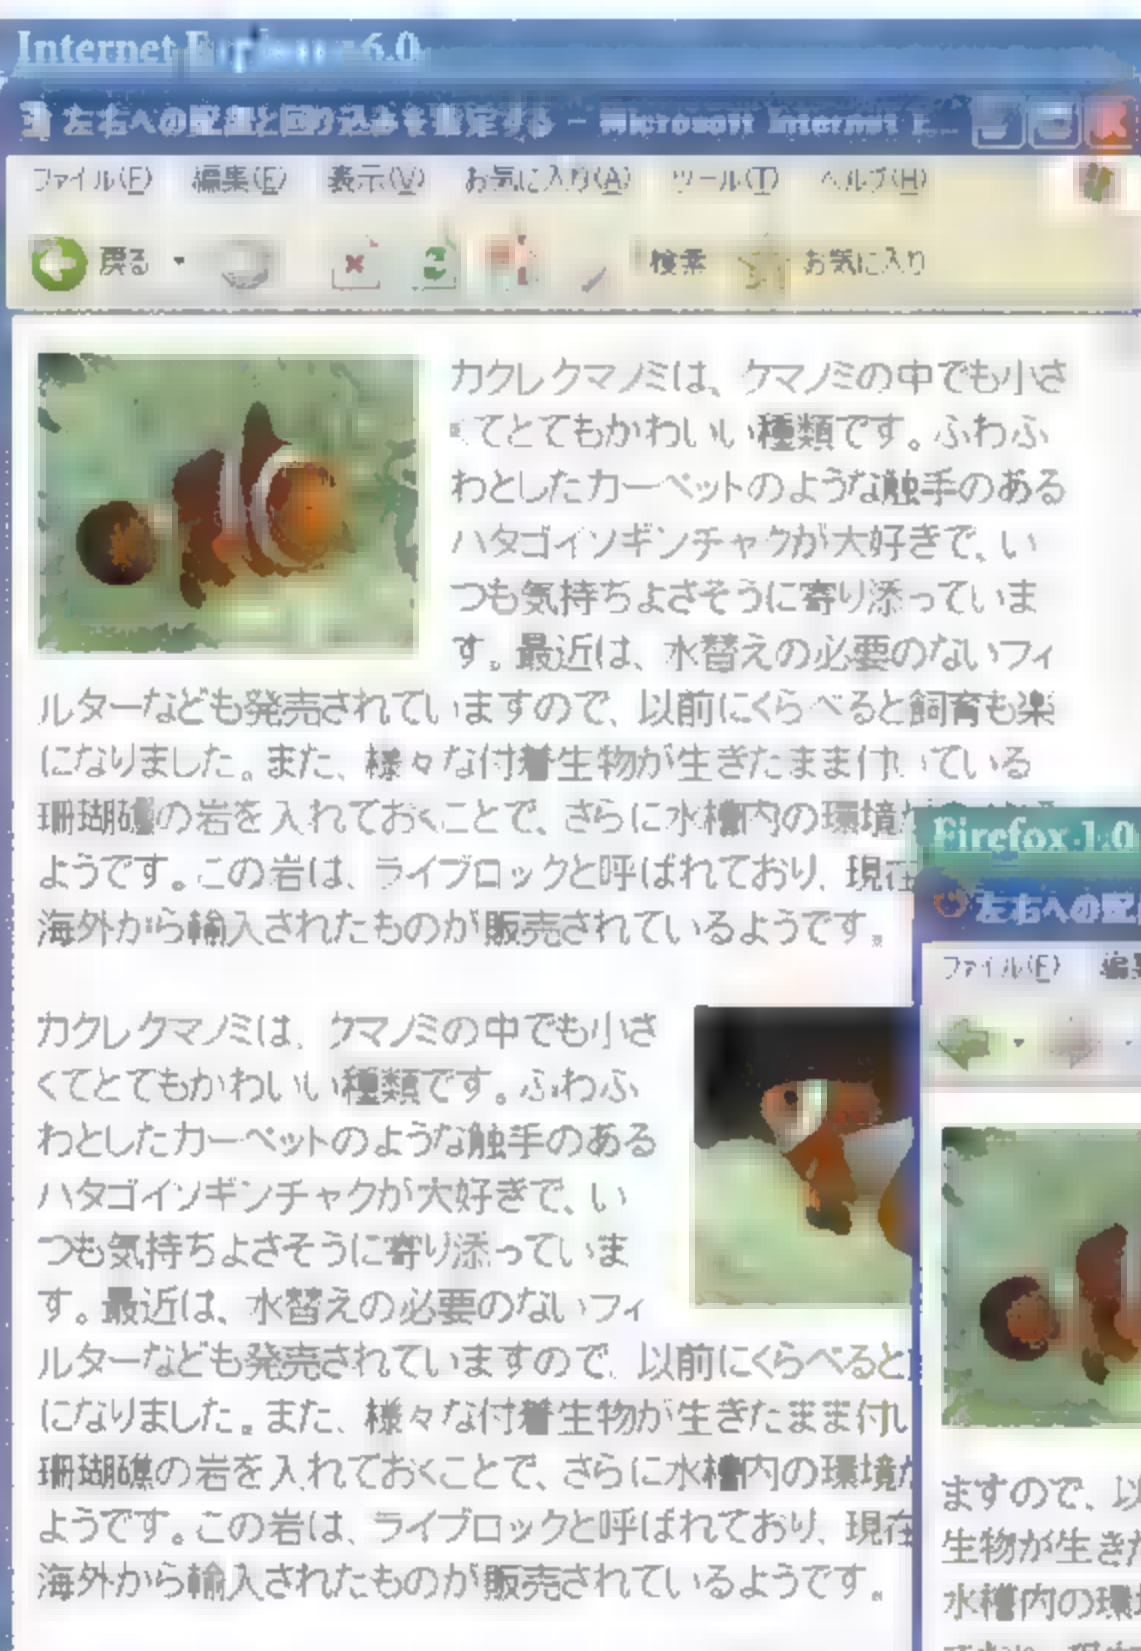 Internet Explorer 6.0
左右への配置と回り込みを指定する - Microsoft Internet E...
ファイル(F) 編集(E) 表示(V) お気に入り(A) ツール(T) ヘルプ(H)
戻る 検索 お気に入り
カクレクマノミは、クマノミの中でも小さ
くてとてもかわいい種類です。ふわふ
わとしたカーペットのような触手のある
ハタゴイソギンチャクが大好きで、い
つも気持ちよさそうに寄り添っていま
す。最近は、水替えの必要のないフィ
ルターなども発売されていますので、以前にくらべると飼育も楽
になりました。また、様々な付着生物が生きたまま付いている
珊瑚礁の岩を入れておくことで、さらに水槽内の環境が
ようです。この岩は、ライブロックと呼ばれており、現在
海外から輸入されたものが販売されているようです。
カクレクマノミは、クマノミの中でも小さ
くてとてもかわいい種類です。ふわふ
わとしたカーペットのような触手のある
ハタゴイソギンチャクが大好きで、い
つも気持ちよさそうに寄り添っていま
す。最近は、水替えの必要のないフィ
ルターなども発売されていますので、以前にくらべると
になりました。また、様々な付着生物が生きたまま付い
珊瑚礁の岩を入れておくことで、さらに水槽内の環境が
ようです。この岩は、ライブロックと呼ばれており、現在
海外から輸入されたものが販売されているようです。
Firefox 1.0
左右への配
ファイル(F) 編集
ますので、以
生物が生きた
水槽内の環境